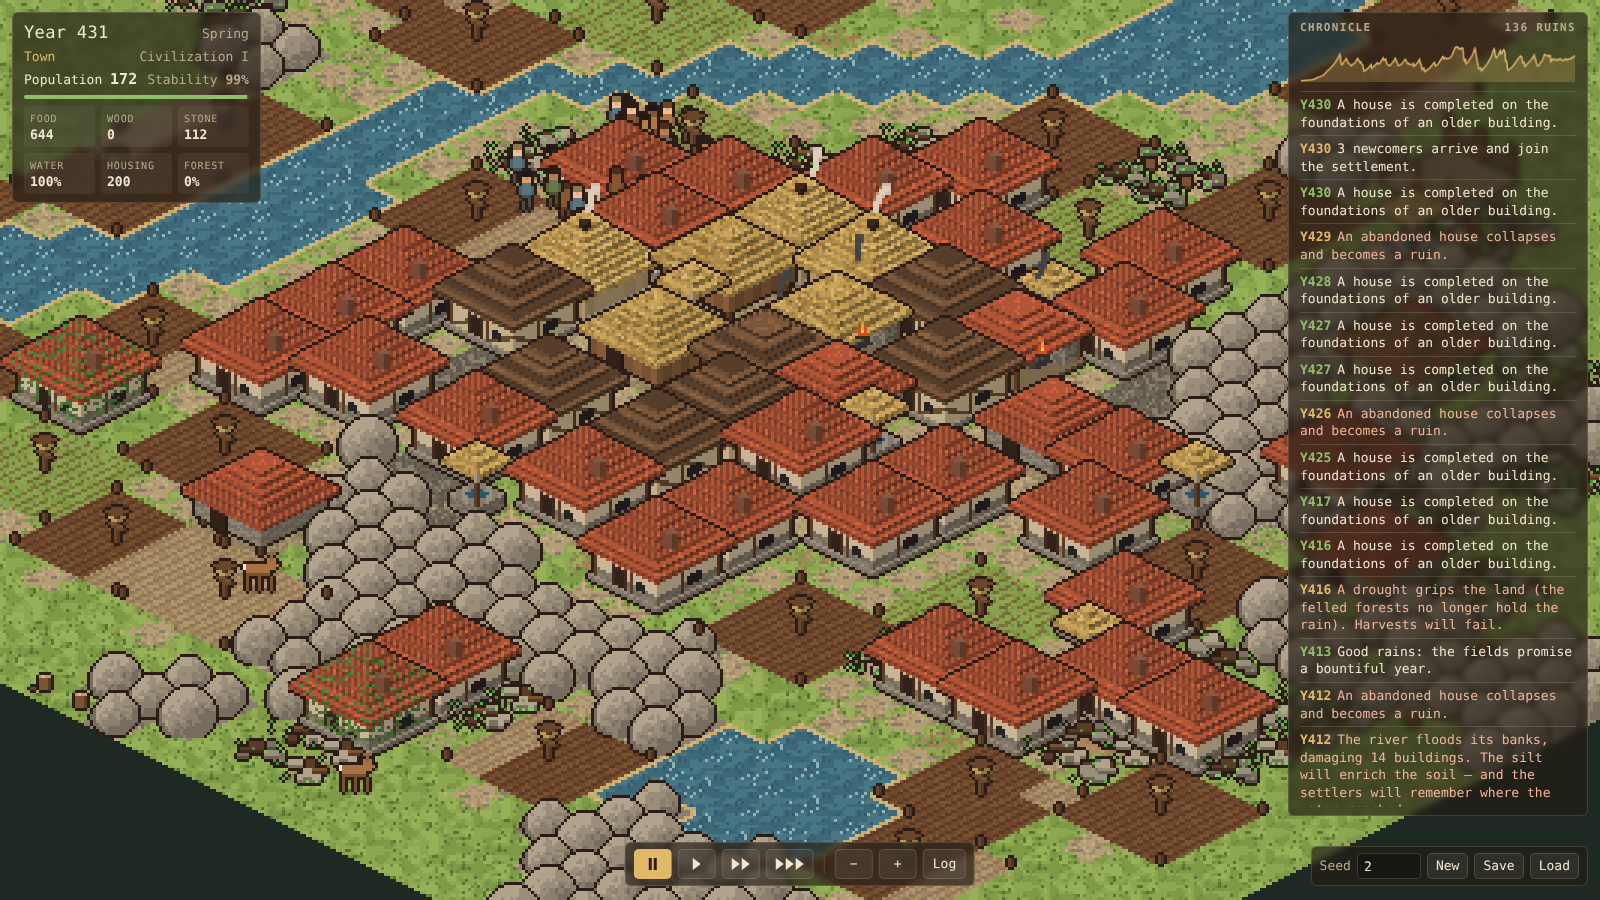 Year 431
Spring
Town
Civilization I
Population 172
Stability 99%
FOOD
644
WOOD
0
STONE
112
WATER
100%
HOUSING
200
FOREST
0%
CHRONICLE
136 RUINS
Y430 A house is completed on the
foundations of an older building.
Y430 3 newcomers arrive and join
the settlement.
Y430 A house is completed on the
foundations of an older building.
Y429 An abandoned house collapses
and becomes a ruin.
Y428 A house is completed on the
foundations of an older building.
Y427 A house is completed on the
foundations of an older building.
Y427 A house is completed on the
foundations of an older building.
Y426 An abandoned house collapses
and becomes a ruin.
Y425 A house is completed on the
foundations of an older building.
Y417 A house is completed on the
foundations of an older building.
Y416 A house is completed on the
foundations of an older building.
Y416 A drought grips the land (the
felled forests no longer hold the
rain). Harvests will fail.
Y413 Good rains: the fields promise
a bountiful year.
Y412 An abandoned house collapses
and becomes a ruin.
Y412 The river floods its banks,
damaging 14 buildings. The silt
will enrich the soil — and the
settlers will remember where the
− + Log
Seed 2 New Save Load